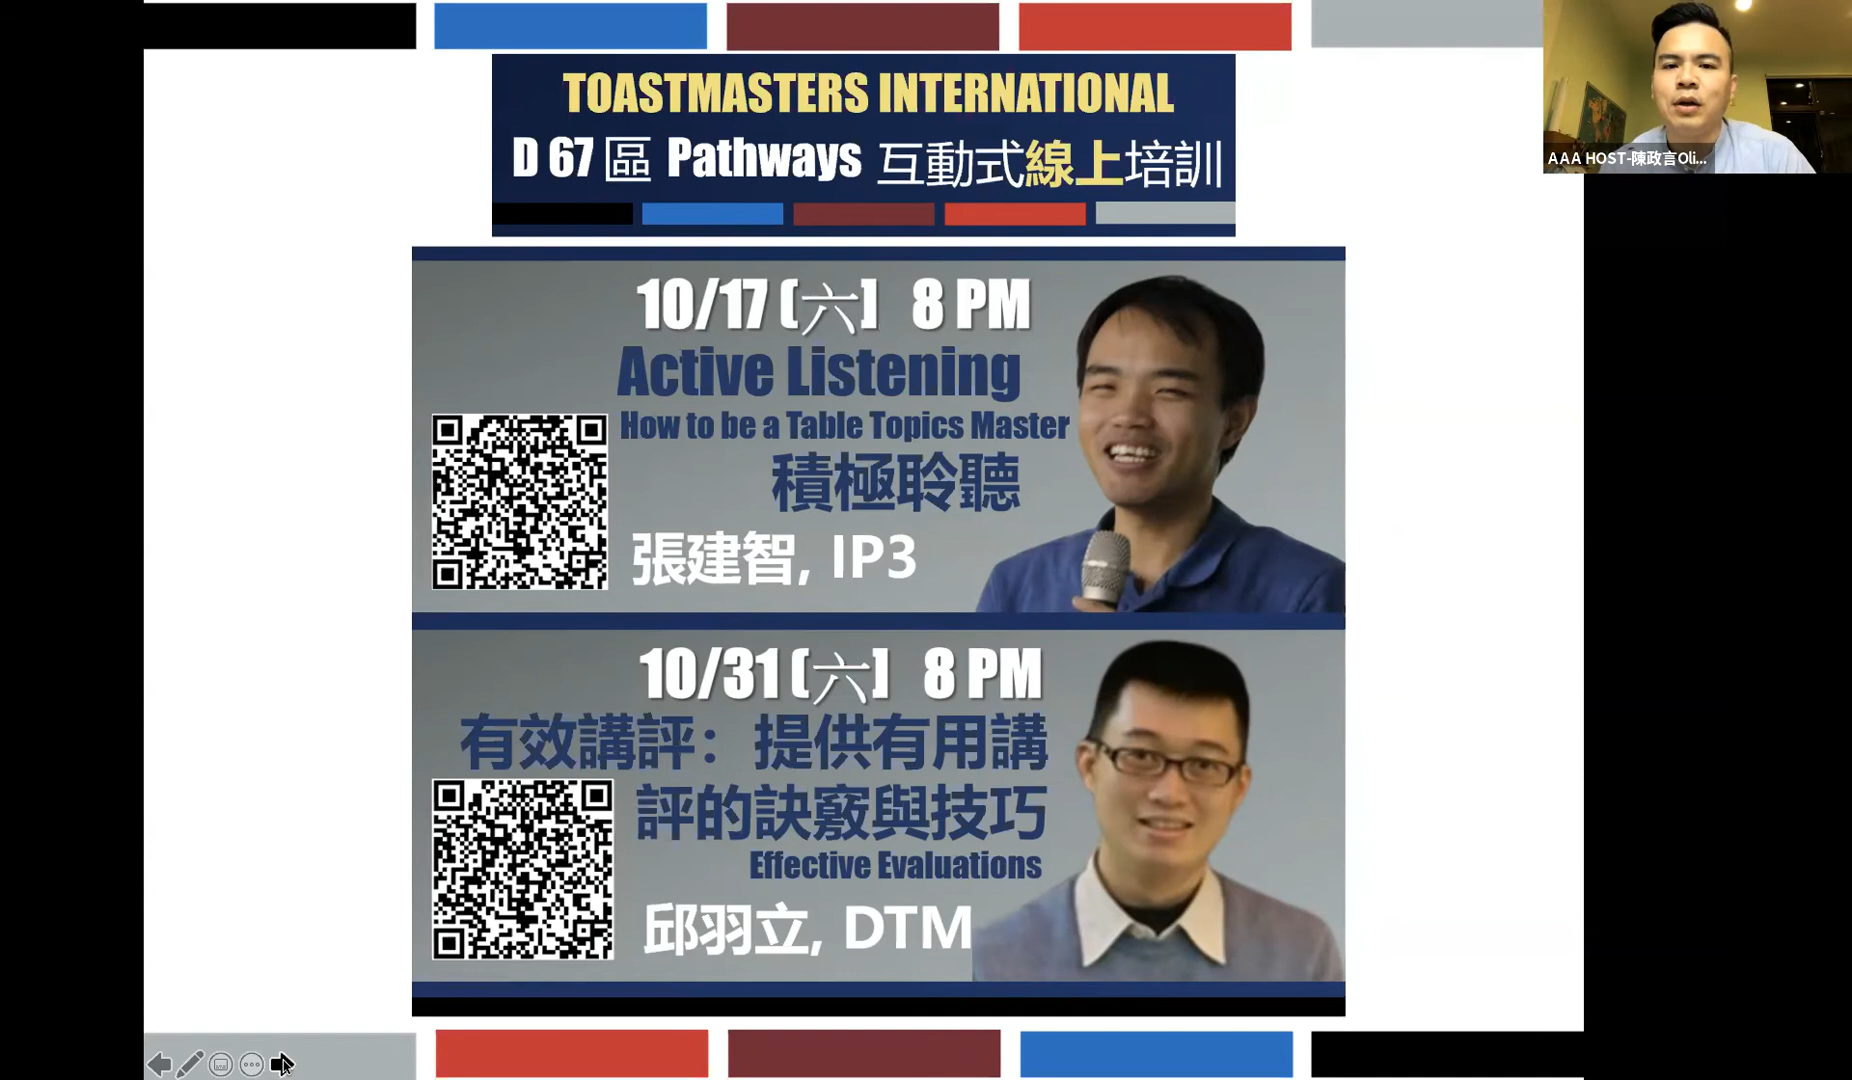 TOASTMASTERS INTERNATIONAL
D 67 區 Pathways 互動式線上培訓
AAA HOST-陳政言Oli...
10/17 (六) 8 PM
Active Listening
How to be a Table Topics Master
積極聆聽
張建智, IP3
10/31 (六) 8 PM
有效講評：提供有用講
評的訣竅與技巧
Effective Evaluations
邱羽立, DTM